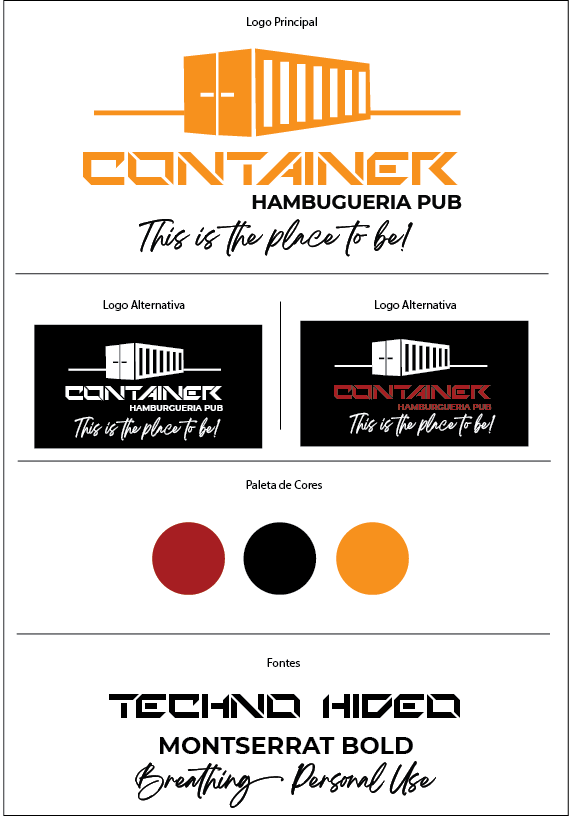 Logo Principal
CONTAINER
HAMBUGUERIA PUB
This is the place to be!
Logo Alternativa
CONTAINER
HAMBURGUERIA PUB
This is the place to be!
Logo Alternativa
CONTAINER
HAMBURGUERIA PUB
This is the place to be!
Paleta de Cores
Fontes
TECHNO HIDEO
MONTSERRAT BOLD
Breathing Personal Use